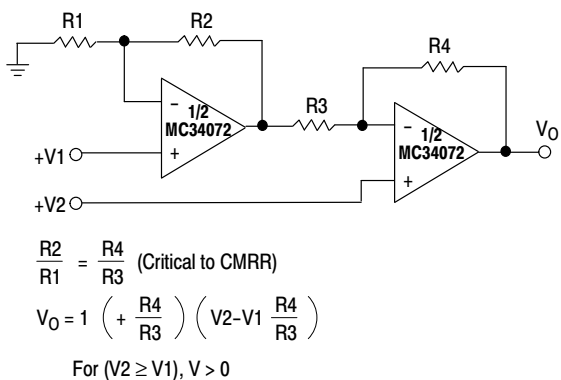 R1
R2
R4
R3
−
1/2
MC34072
+
−
1/2
MC34072
+
VO
+V1
+V2
R2/R1 = R4/R3 (Critical to CMRR)
VO = 1 ( + R4/R3 ) ( V2−V1 R4/R3 )
For (V2 ≥ V1), V > 0